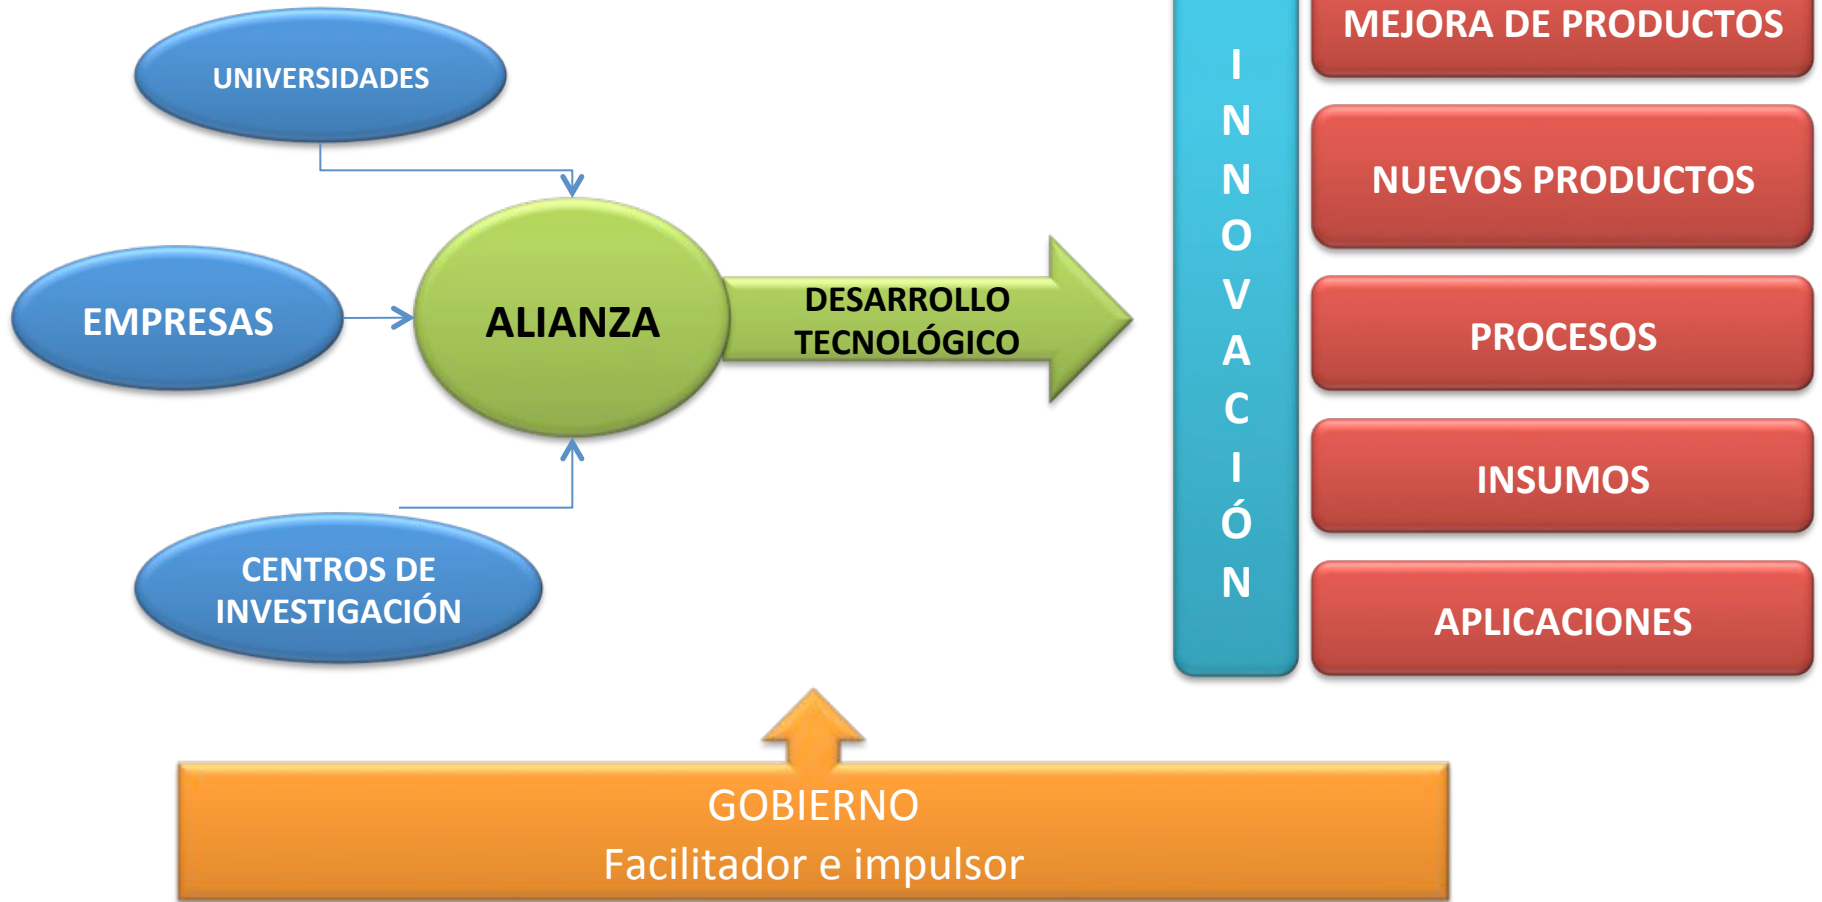 UNIVERSIDADES
EMPRESAS
CENTROS DE
INVESTIGACIÓN
ALIANZA
DESARROLLO
TECNOLÓGICO
I
N
N
O
V
A
C
I
Ó
N
MEJORA DE PRODUCTOS
NUEVOS PRODUCTOS
PROCESOS
INSUMOS
APLICACIONES
GOBIERNO
Facilitador e impulsor